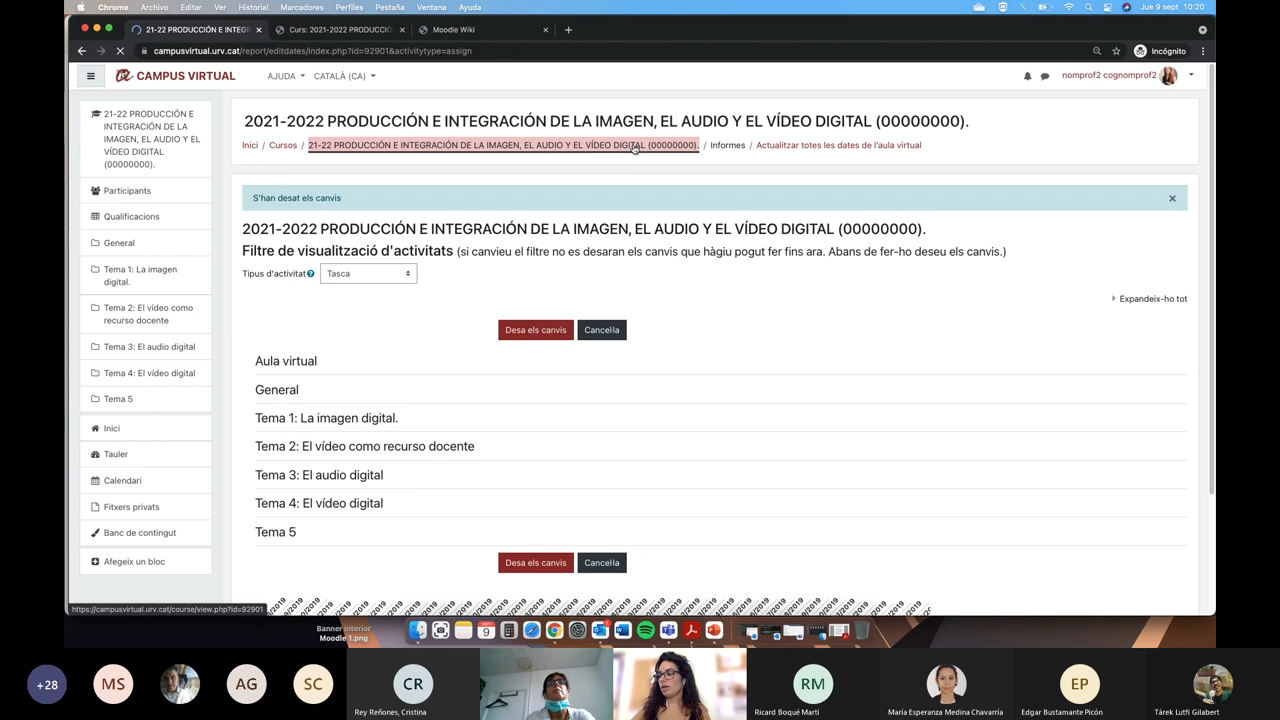 Chrome Archivo Editar Ver Historial Marcadores Perfiles Pestaña Ventana Ayuda Jue 9 sept 10:20
21-22 PRODUCCIÓN E INTEGR
Curs: 2021-2022 PRODUCCIÓN
Moodle Wiki
campusvirtual.urv.cat/report/editdates/index.php?id=92901&activitytype=assign
Incógnito
CAMPUS VIRTUAL
AJUDA CATALÀ (CA)
nomprof2 cognomprof2
21-22 PRODUCCIÓN E
INTEGRACIÓN DE LA
IMAGEN, EL AUDIO Y EL
VÍDEO DIGITAL
(00000000).
Participants
Qualificacions
General
Tema 1: La imagen
digital.
Tema 2: El vídeo como
recurso docente
Tema 3: El audio digital
Tema 4: El vídeo digital
Tema 5
Inici
Tauler
Calendari
Fitxers privats
Banc de contingut
Afegeix un bloc
2021-2022 PRODUCCIÓN E INTEGRACIÓN DE LA IMAGEN, EL AUDIO Y EL VÍDEO DIGITAL (00000000).
Inici / Cursos / 21-22 PRODUCCIÓN E INTEGRACIÓN DE LA IMAGEN, EL AUDIO Y EL VÍDEO DIGITAL (00000000). / Informes / Actualitzar totes les dates de l'aula virtual
S'han desat els canvis
2021-2022 PRODUCCIÓN E INTEGRACIÓN DE LA IMAGEN, EL AUDIO Y EL VÍDEO DIGITAL (00000000).
Filtre de visualització d'activitats (si canvieu el filtre no es desaran els canvis que hàgiu pogut fer fins ara. Abans de fer-ho deseu els canvis.)
Tipus d'activitat Tasca
Expandeix-ho tot
Desa els canvis Cancel·la
Aula virtual
General
Tema 1: La imagen digital.
Tema 2: El vídeo como recurso docente
Tema 3: El audio digital
Tema 4: El vídeo digital
Tema 5
Desa els canvis Cancel·la
https://campusvirtual.urv.cat/course/view.php?id=92901
Banner interior
Moodle 1.png
+28
MS
AG
SC
CR
RM
EP
Rey Reñones, Cristina
Ricard Boqué Martí
María Esperanza Medina Chavarría
Edgar Bustamante Picón
Tárek Lutfi Gilabert